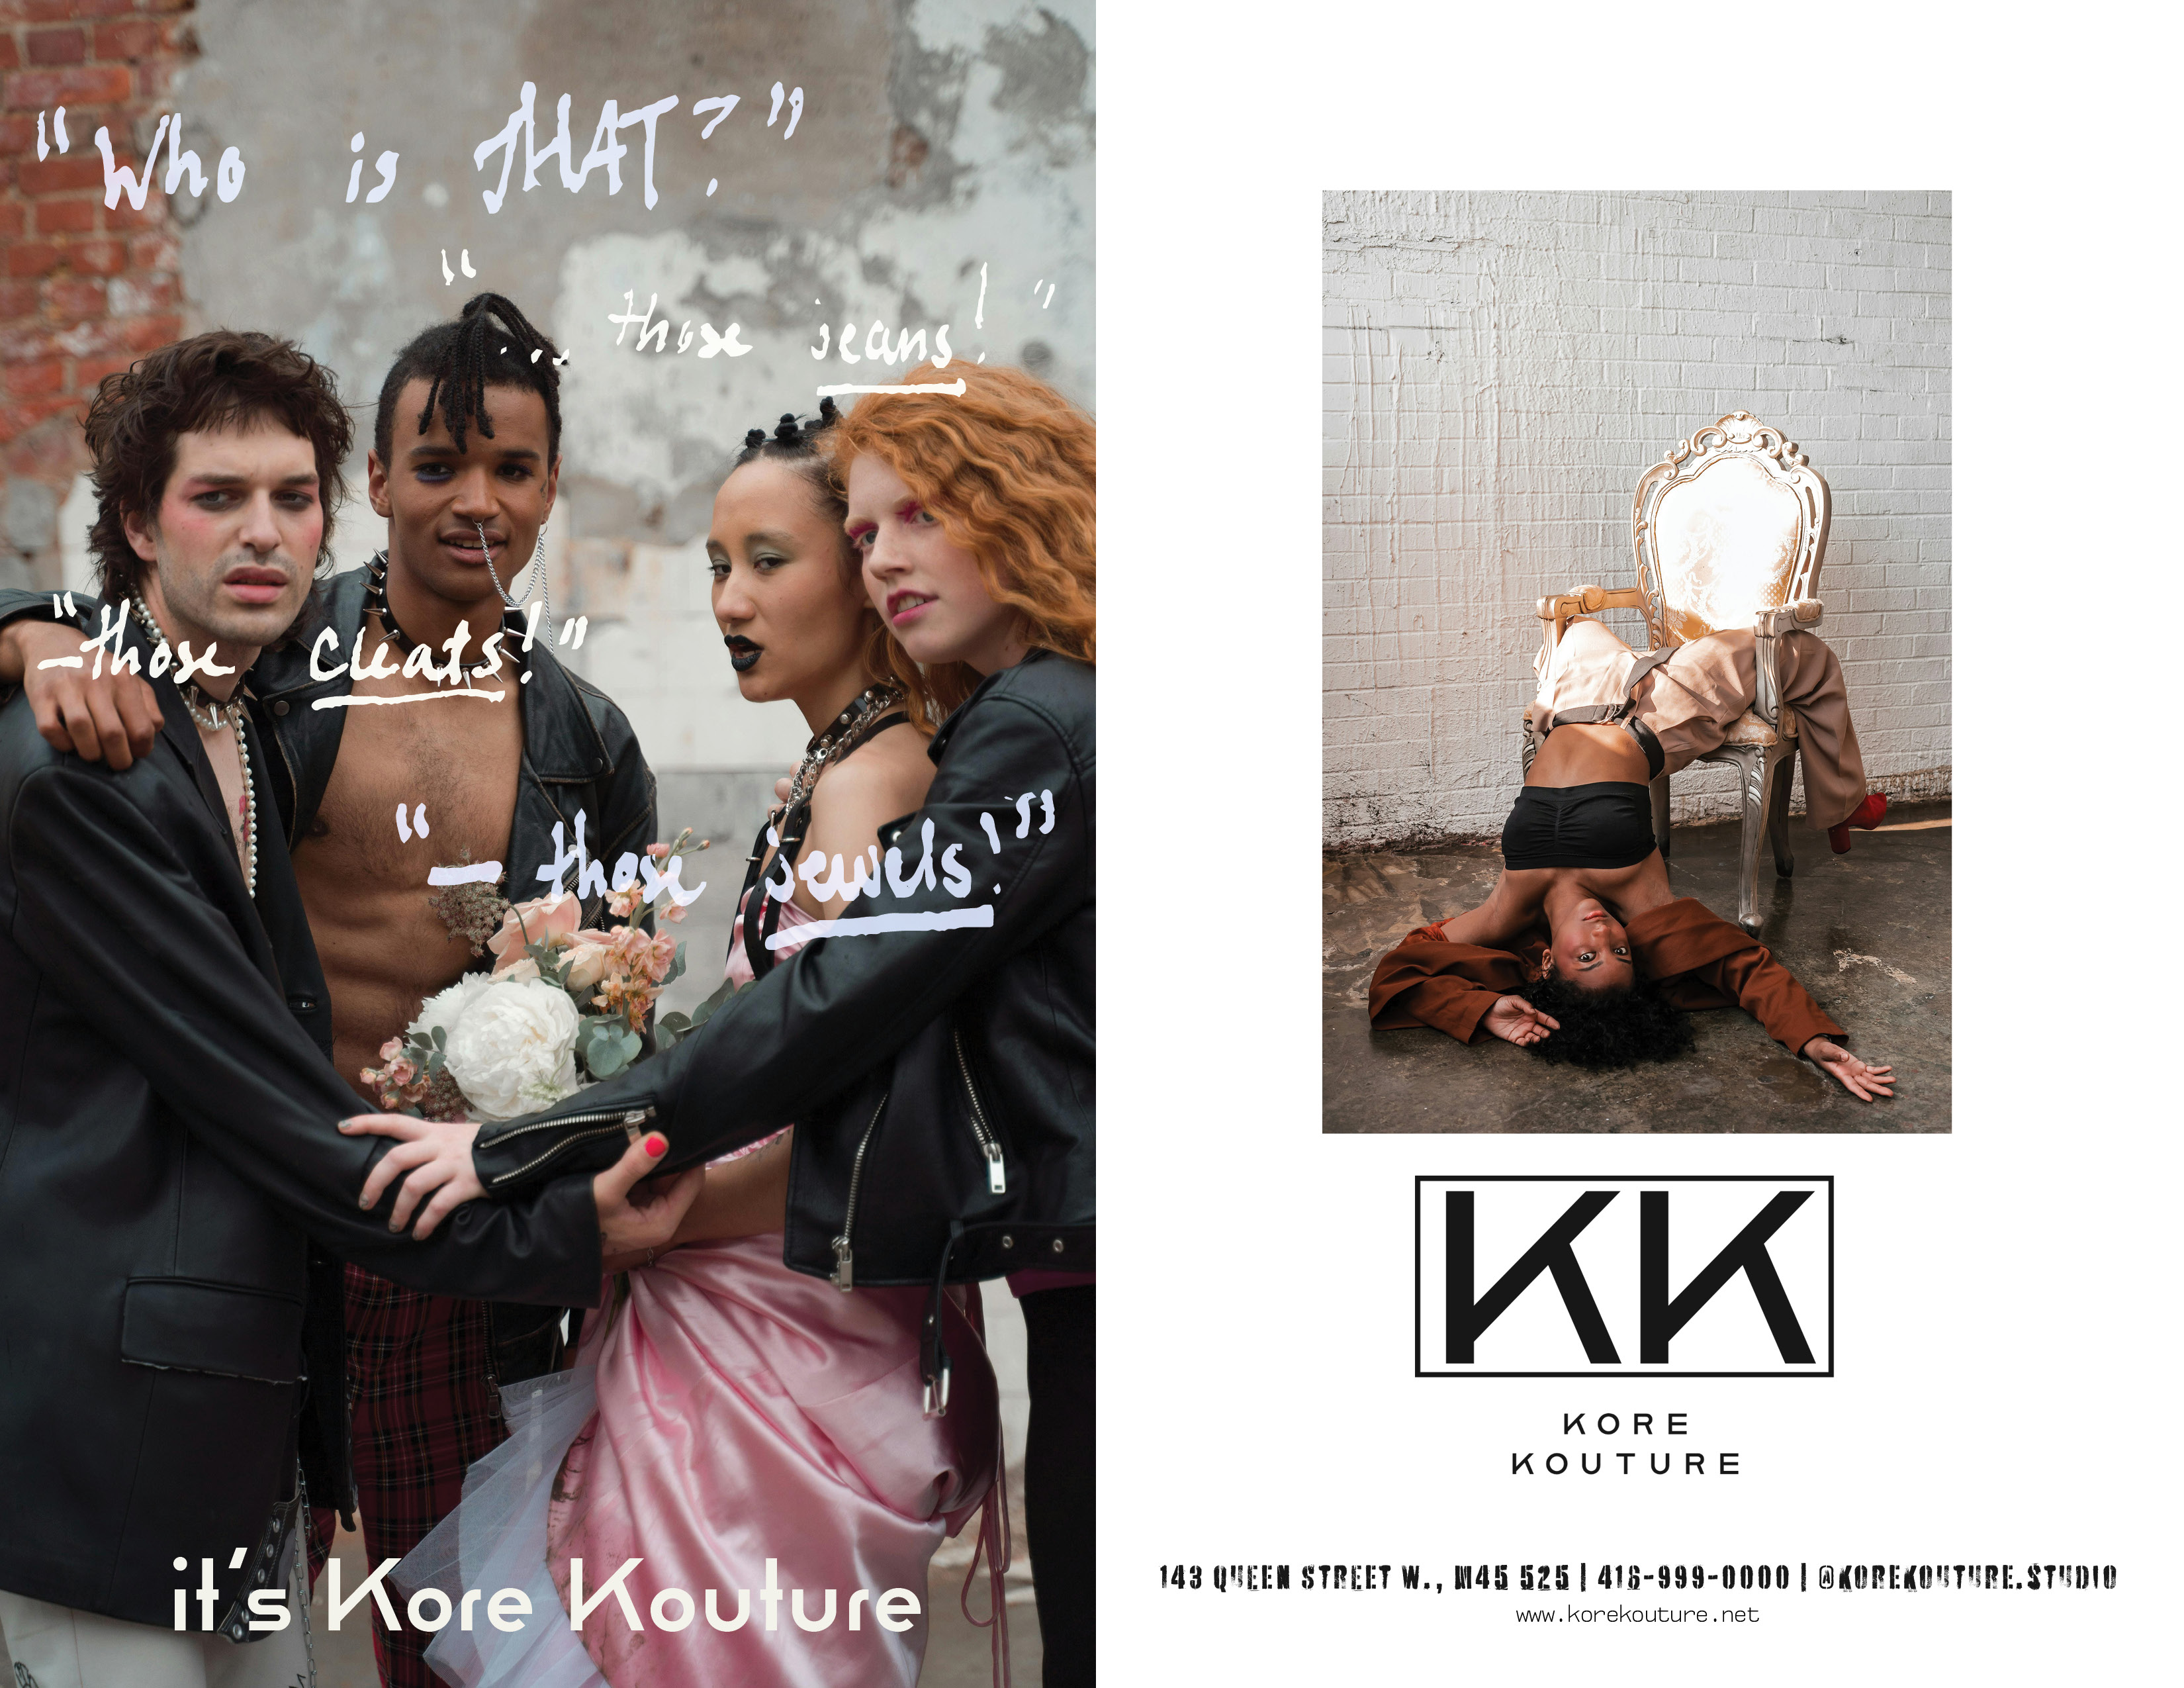 “Who is THAT?”
“... those jeans!”
“—those cleats!”
“— those jewels!”
it's Kore Kouture
KK
KORE
KOUTURE
143 QUEEN STREET W., M45 525 | 416-999-0000 | @KOREKOUTURE.STUDIO
www.korekouture.net